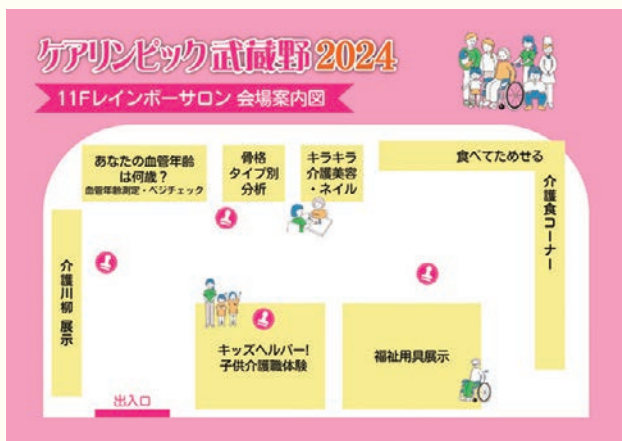 ケアリンピック武蔵野2024
11Fレインボーサロン 会場案内図
あなたの血管年齢
は何歳？
血管年齢測定・ベジチェック
骨格
タイプ別
分析
キラキラ
介護美容
・ネイル
食べてためせる
介護食コーナー
介護川柳 展示
キッズヘルパー!
子供介護職体験
福祉用具展示
出入口